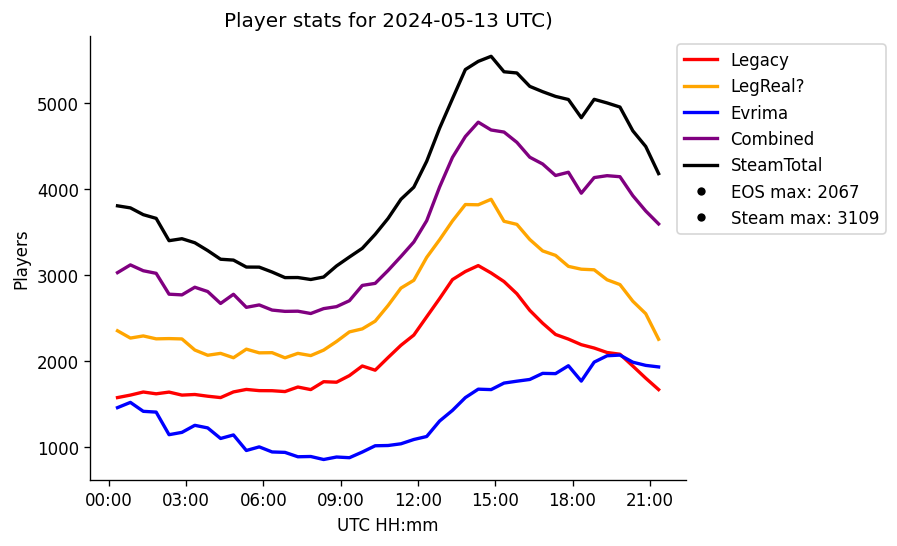 Player stats for 2024-05-13 UTC)
Players
5000
4000
3000
2000
1000
00:00 03:00 06:00 09:00 12:00 15:00 18:00 21:00
UTC HH:mm
Legacy
LegReal?
Evrima
Combined
SteamTotal
EOS max: 2067
Steam max: 3109